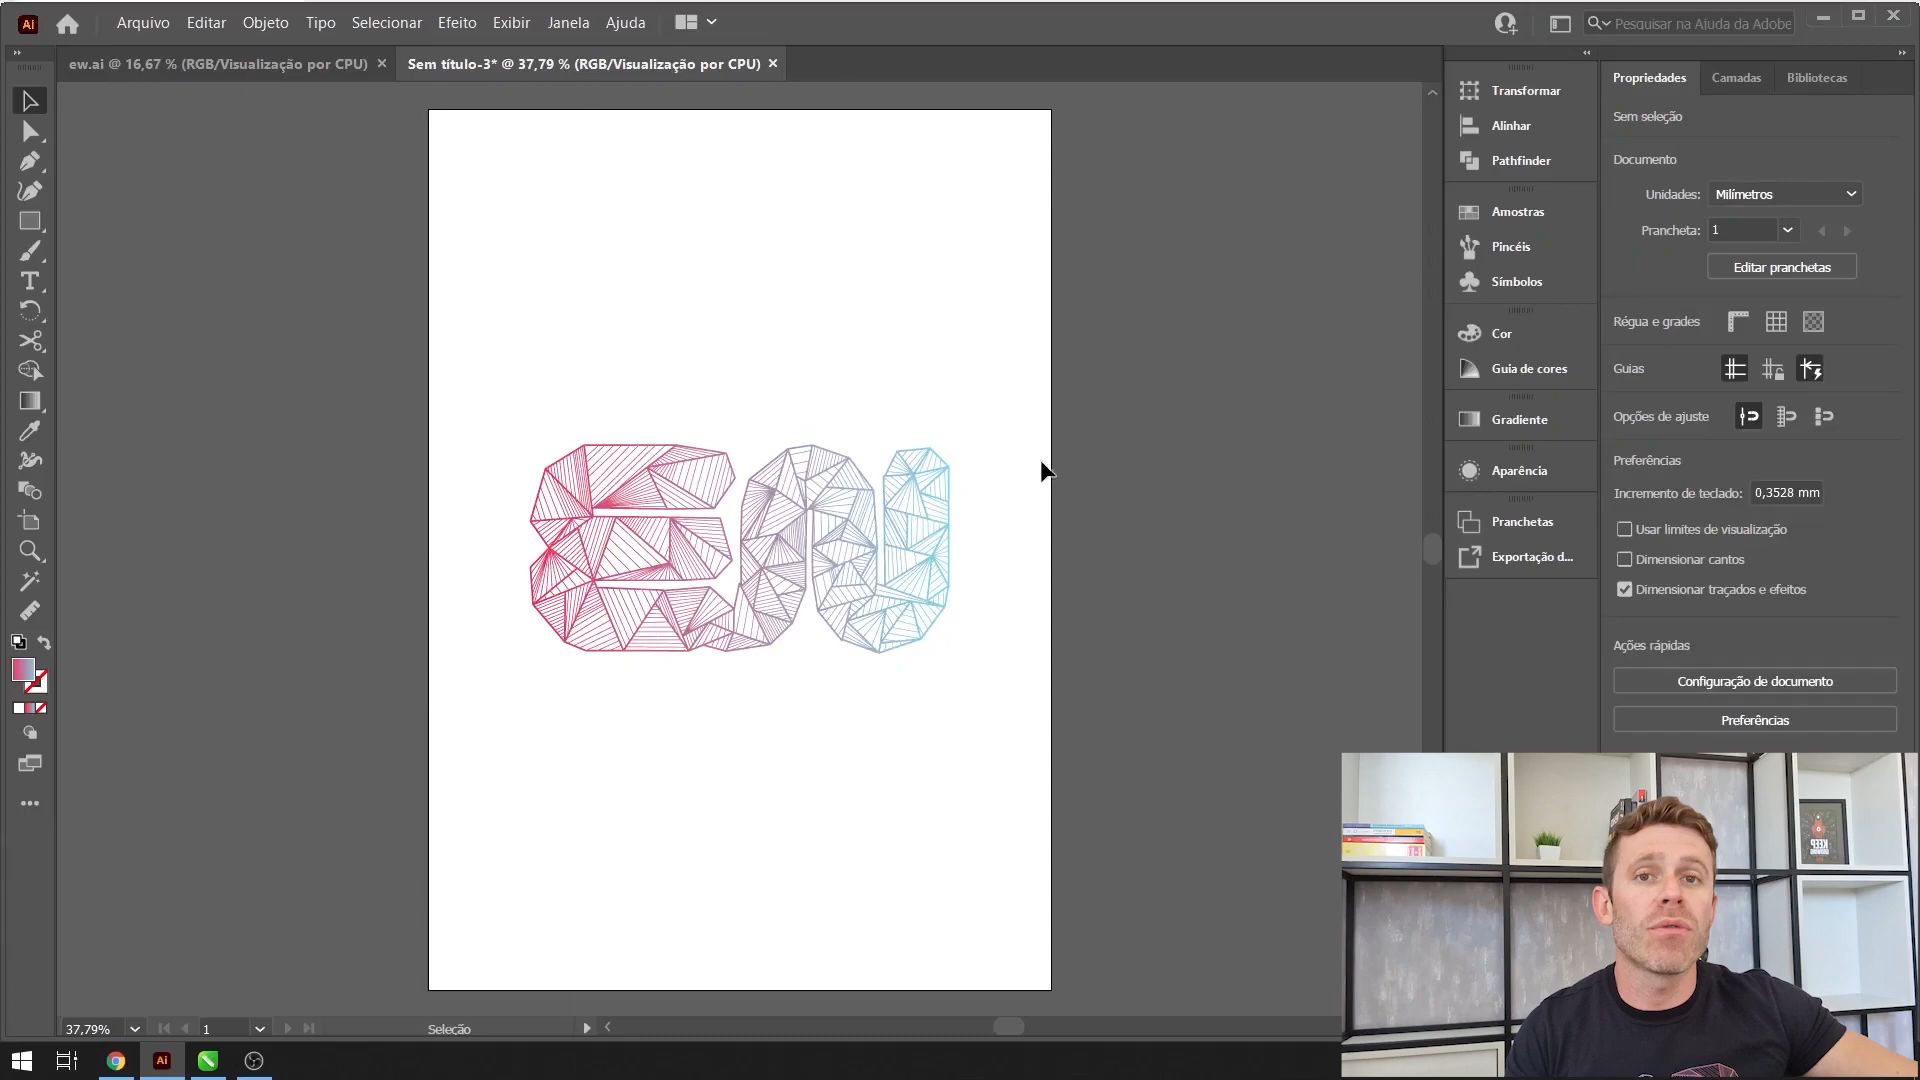 Ai
Arquivo Editar Objeto Tipo Selecionar Efeito Exibir Janela Ajuda
Pesquisar na Ajuda da Adobe
ew.ai @ 16,67 % (RGB/Visualização por CPU)
Sem título-3* @ 37,79 % (RGB/Visualização por CPU)
Transformar
Alinhar
Pathfinder
Amostras
Pincéis
Símbolos
Cor
Guia de cores
Gradiente
Aparência
Pranchetas
Exportação d...
Propriedades Camadas Bibliotecas
Sem seleção
Documento
Unidades: Milímetros
Prancheta: 1
Editar pranchetas
Régua e grades
Guias
Opções de ajuste
Preferências
Incremento de teclado: 0,3528 mm
Usar limites de visualização
Dimensionar cantos
Dimensionar traçados e efeitos
Ações rápidas
Configuração de documento
Preferências
37,79% 1 Seleção
Ai